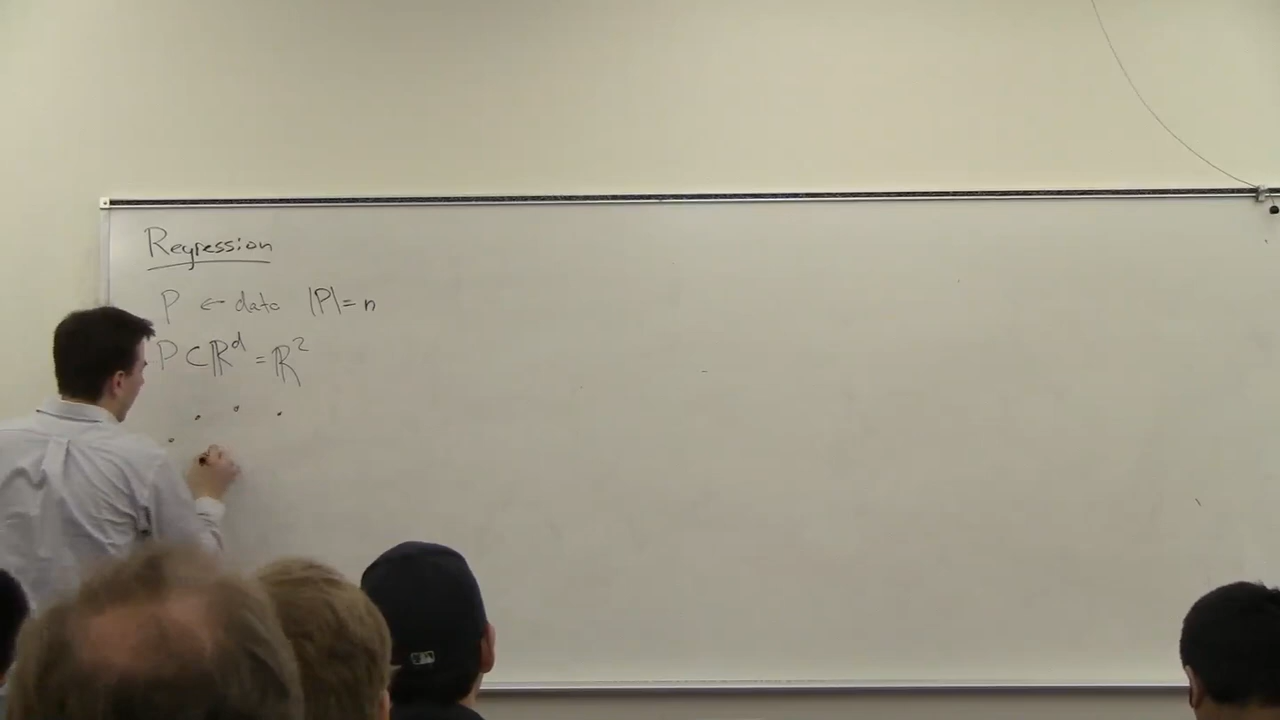 Regression
P ← data |P| = n
P ⊂ ℝ^d = ℝ^2